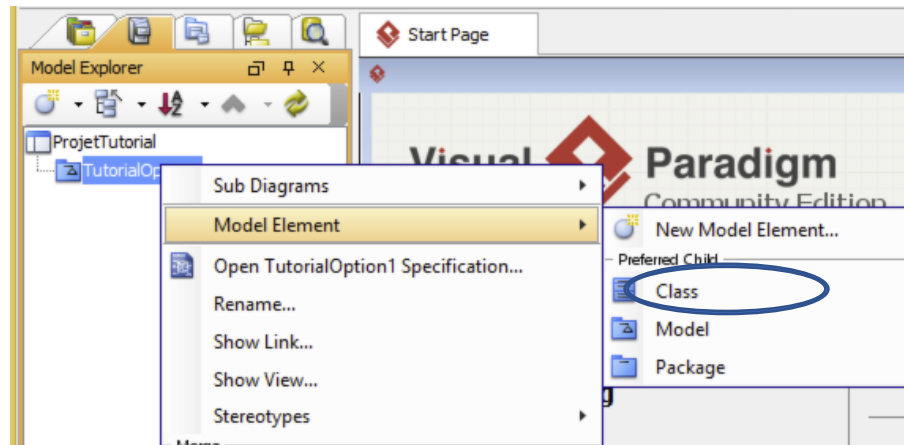 Start Page
Model Explorer
ProjetTutorial
TutorialOp
Visual Paradigm
Community Edition
Sub Diagrams
Model Element
New Model Element...
Preferred Child
Open TutorialOption1 Specification...
Class
Rename...
Model
Show Link...
Package
Show View...
Stereotypes
g
Merge